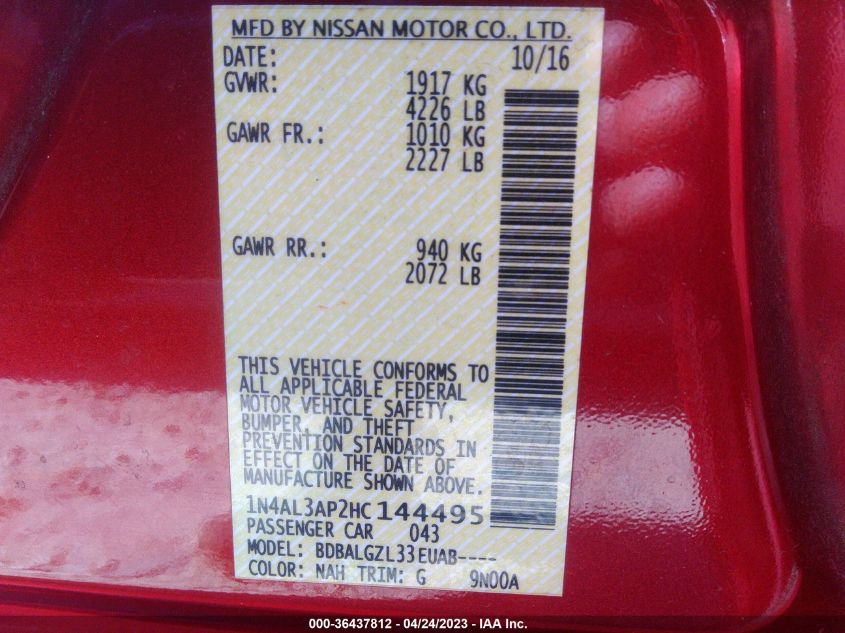 MFD BY NISSAN MOTOR CO., LTD.
DATE: 10/16
GVWR: 1917 KG
4226 LB
GAWR FR.: 1010 KG
2227 LB
GAWR RR.: 940 KG
2072 LB
THIS VEHICLE CONFORMS TO
ALL APPLICABLE FEDERAL
MOTOR VEHICLE SAFETY,
BUMPER, AND THEFT
PREVENTION STANDARDS IN
EFFECT ON THE DATE OF
MANUFACTURE SHOWN ABOVE.
1N4AL3AP2HC144495
PASSENGER CAR 043
MODEL: BDBALGZL33EUAB----
COLOR: NAH TRIM: G 9N00A
000-36437812 - 04/24/2023 - IAA Inc.